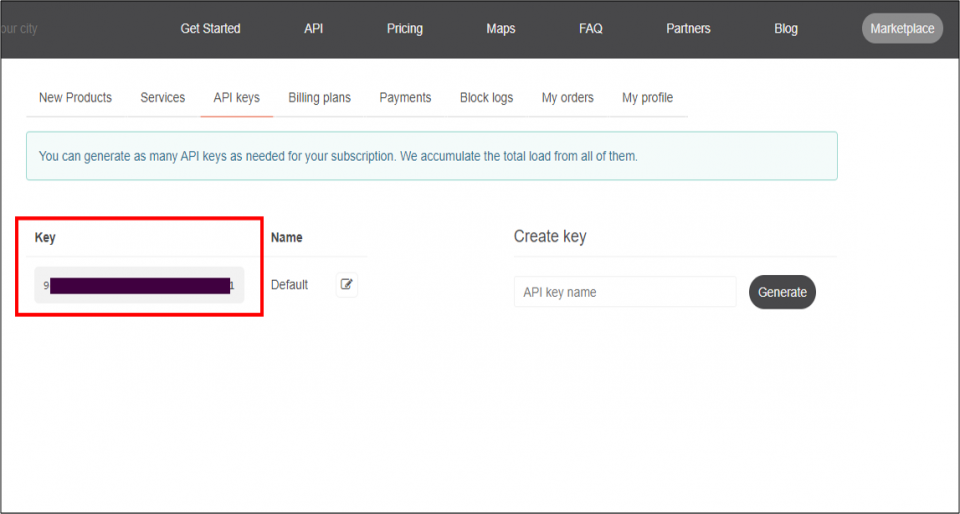 our city Get Started API Pricing Maps FAQ Partners Blog Marketplace
New Products Services API keys Billing plans Payments Block logs My orders My profile
You can generate as many API keys as needed for your subscription. We accumulate the total load from all of them.
Key Name Create key
9 1 Default API key name Generate